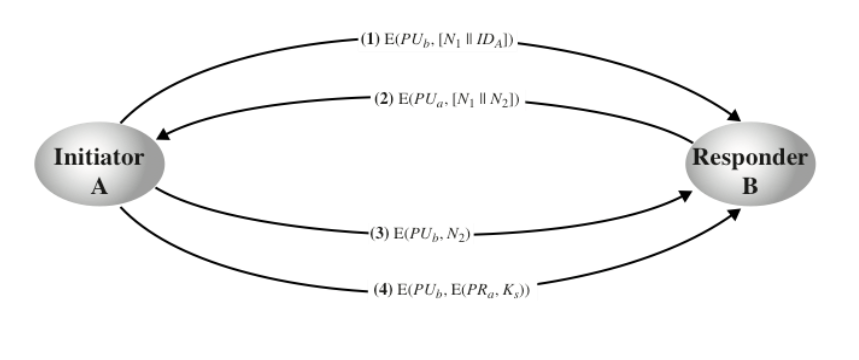 (1) E(PU_b, [N_1 || ID_A])
(2) E(PU_a, [N_1 || N_2])
Initiator
A
Responder
B
(3) E(PU_b, N_2)
(4) E(PU_b, E(PR_a, K_s))